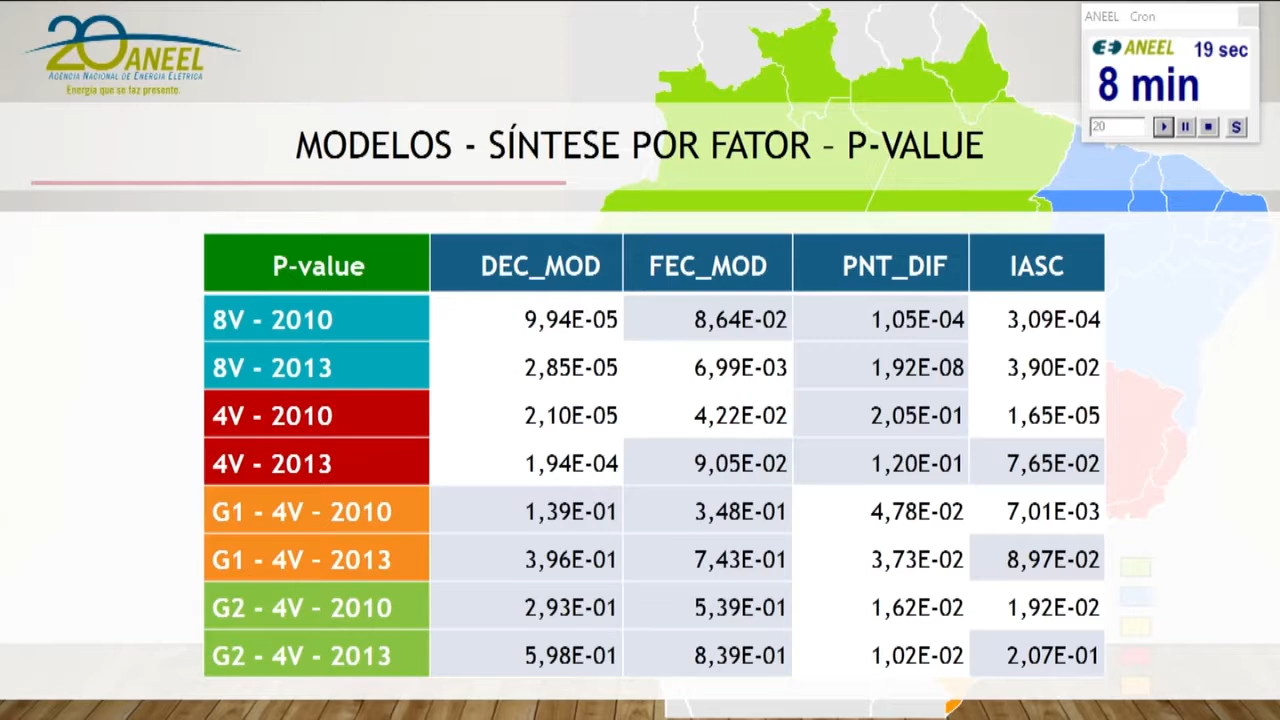 20 ANEEL
AGÊNCIA NACIONAL DE ENERGIA ELÉTRICA
Energia que se faz presente.
ANEEL Cron
ANEEL 19 sec
8 min
20 S
MODELOS - SÍNTESE POR FATOR – P-VALUE
P-value DEC_MOD FEC_MOD PNT_DIF IASC
8V - 2010 9,94E-05 8,64E-02 1,05E-04 3,09E-04
8V - 2013 2,85E-05 6,99E-03 1,92E-08 3,90E-02
4V - 2010 2,10E-05 4,22E-02 2,05E-01 1,65E-05
4V - 2013 1,94E-04 9,05E-02 1,20E-01 7,65E-02
G1 - 4V – 2010 1,39E-01 3,48E-01 4,78E-02 7,01E-03
G1 - 4V – 2013 3,96E-01 7,43E-01 3,73E-02 8,97E-02
G2 - 4V – 2010 2,93E-01 5,39E-01 1,62E-02 1,92E-02
G2 - 4V – 2013 5,98E-01 8,39E-01 1,02E-02 2,07E-01